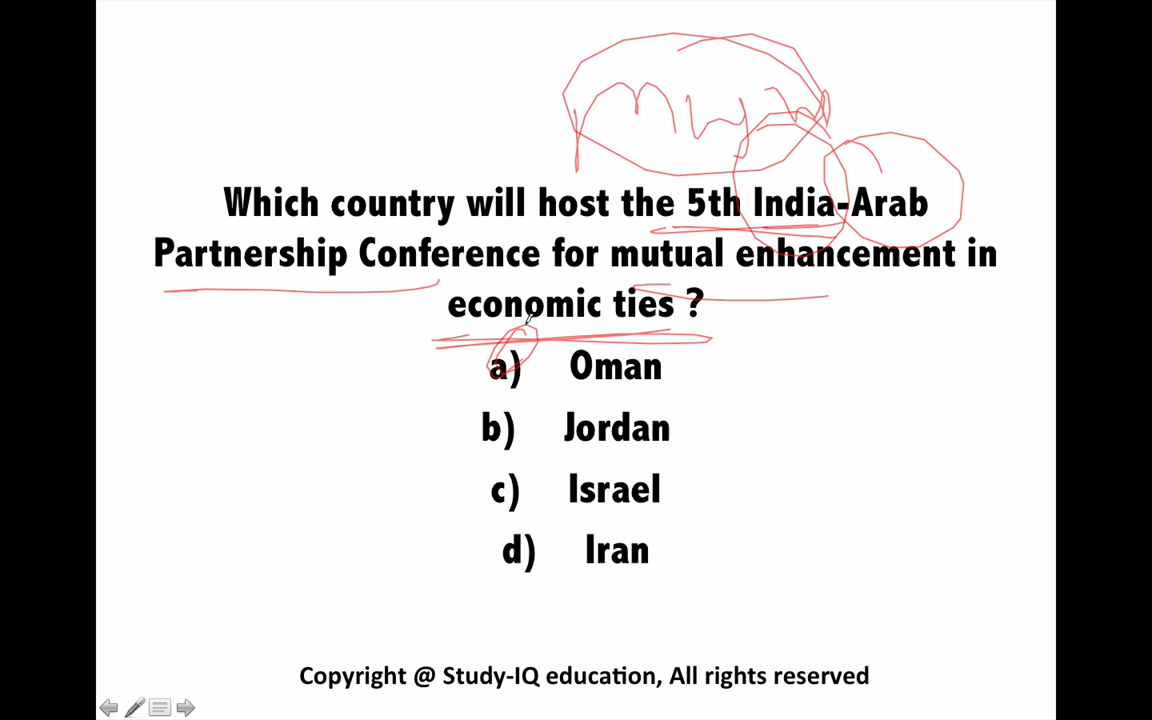 Which country will host the 5th India-Arab
Partnership Conference for mutual enhancement in
economic ties ?
a) Oman
b) Jordan
c) Israel
d) Iran
Copyright @ Study-IQ education, All rights reserved